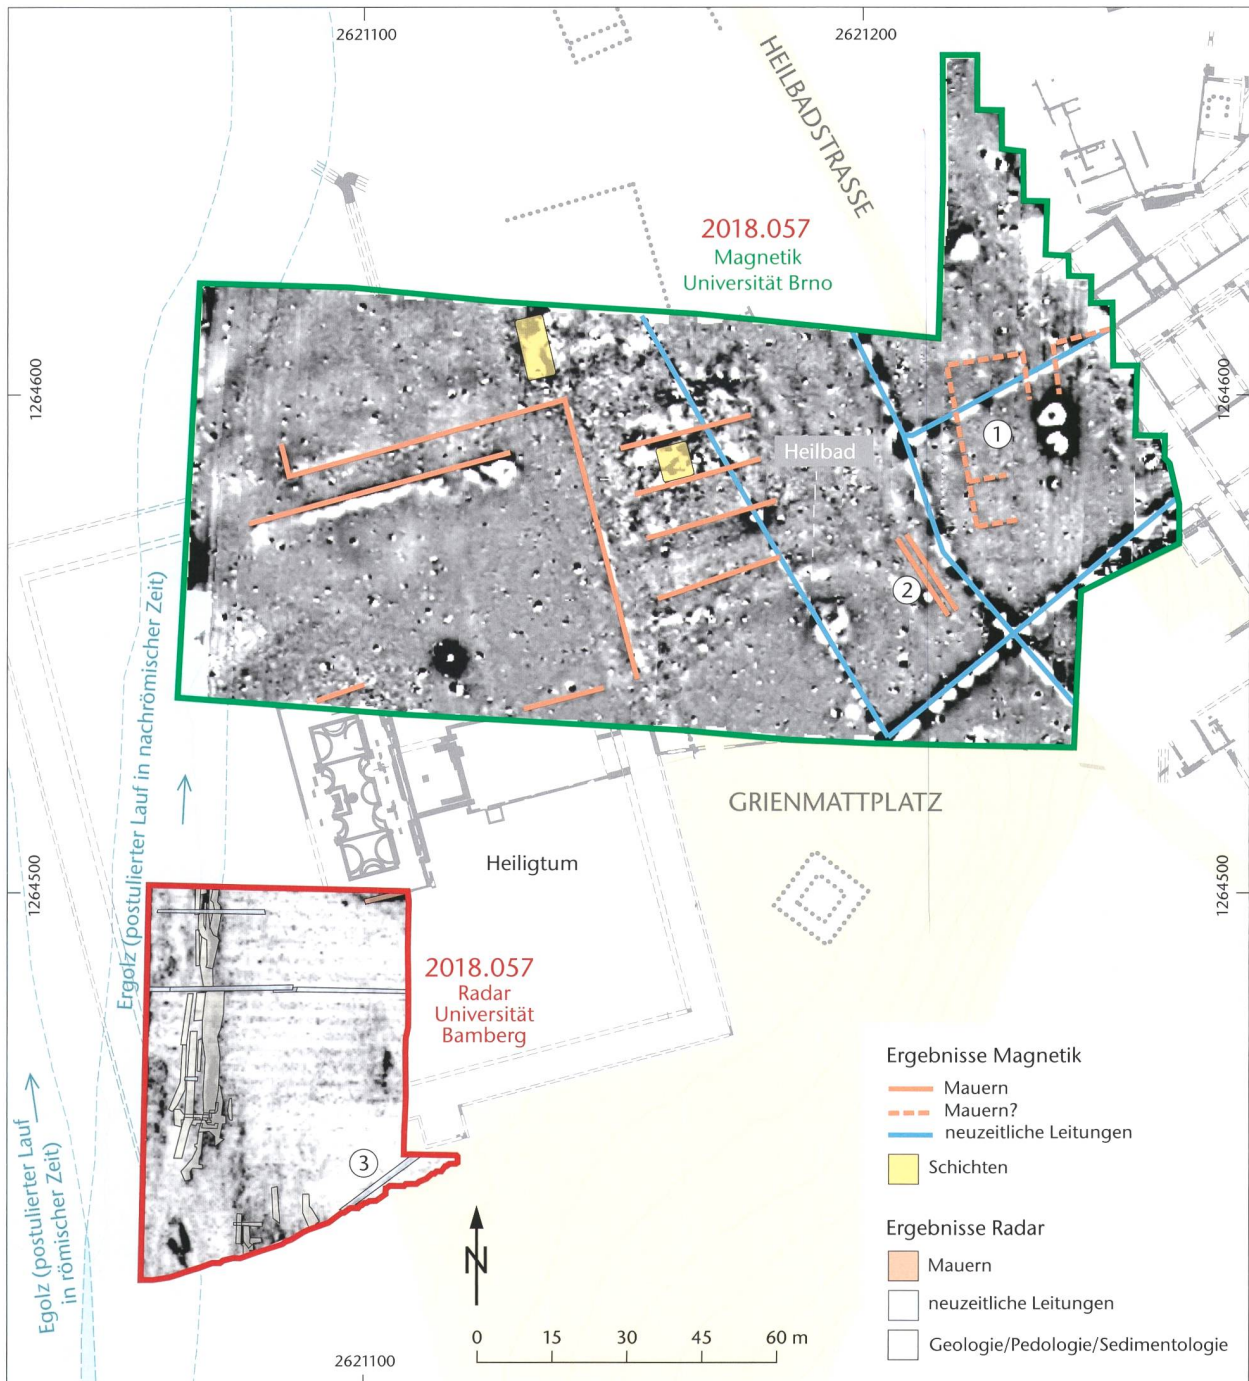 2621100
2621200
HEILBADSTRASSE
2018.057
Magnetik
Universität Brno
1264600
1264600
1
Heilbad
2
Ergolz (postulierter Lauf in nachrömischer Zeit)
GRIENMATTPLATZ
Heiligtum
1264500
1264500
2018.057
Radar
Universität
Bamberg
3
Egolz (postulierter Lauf
in römischer Zeit)
N
0 15 30 45 60 m
2621100
Ergebnisse Magnetik
Mauern
Mauern?
neuzeitliche Leitungen
Schichten
Ergebnisse Radar
Mauern
neuzeitliche Leitungen
Geologie/Pedologie/Sedimentologie